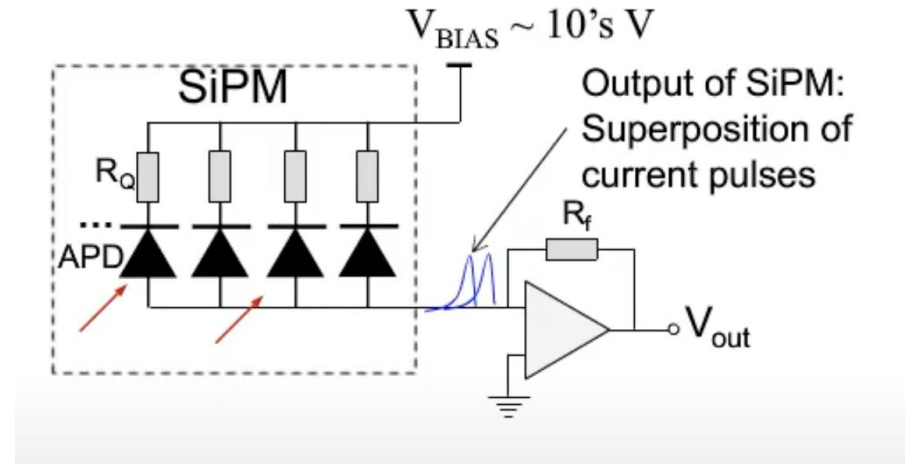 V_BIAS ~ 10’s V
SiPM
Output of SiPM:
Superposition of
current pulses
R_Q
R_f
...
APD
V_out